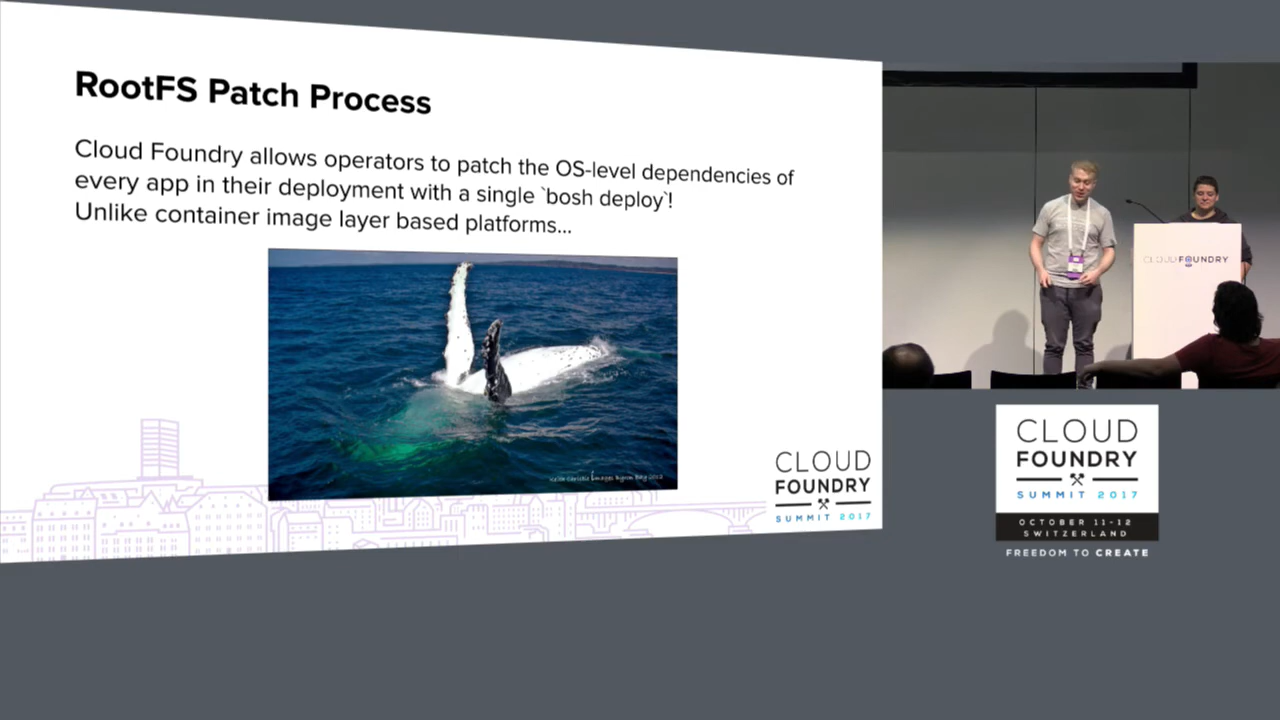 RootFS Patch Process
Cloud Foundry allows operators to patch the OS-level dependencies of
every app in their deployment with a single `bosh deploy`!
Unlike container image layer based platforms...
CLOUD
FOUNDRY
SUMMIT 2017
CLOUD FOUNDRY
CLOUD
FOUNDRY
SUMMIT 2017
OCTOBER 11-12
SWITZERLAND
FREEDOM TO CREATE